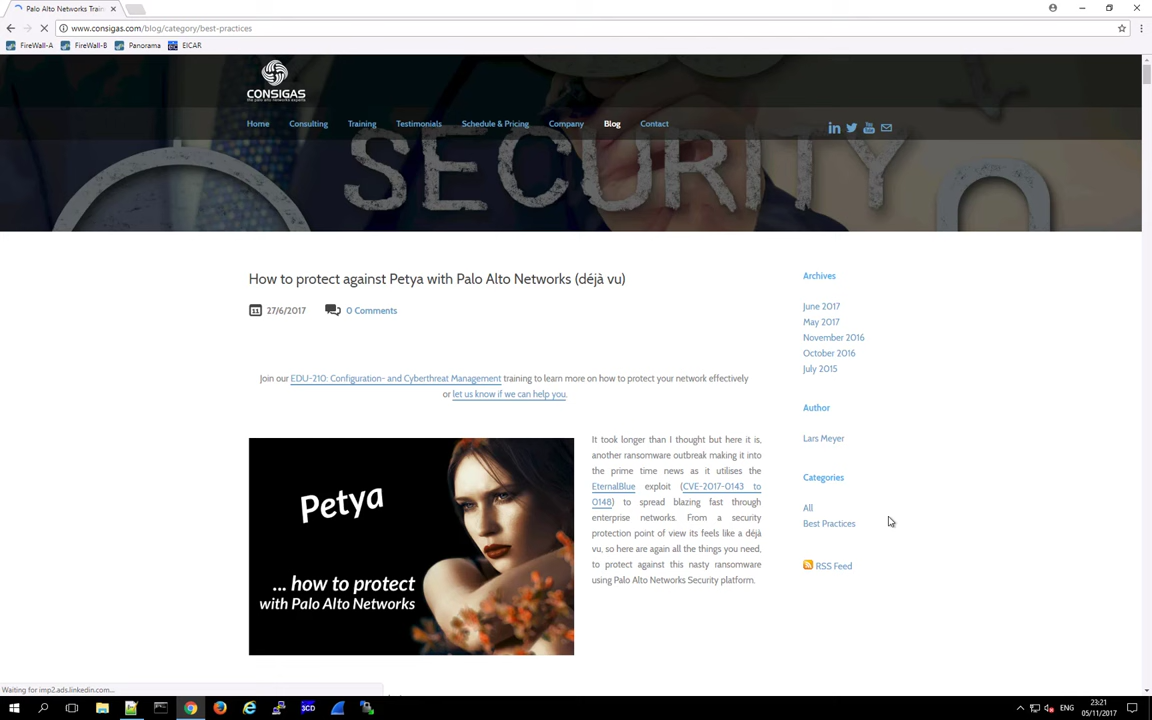 Palo Alto Networks Train
www.consigas.com/blog/category/best-practices
FireWall-A FireWall-B Panorama EICAR
CONSIGAS
the palo alto networks experts
Home Consulting Training Testimonials Schedule & Pricing Company Blog Contact
SECURITY
How to protect against Petya with Palo Alto Networks (déjà vu)
27/6/2017 0 Comments
Join our EDU-210: Configuration- and Cyberthreat Management training to learn more on how to protect your network effectively
or let us know if we can help you.
Petya
... how to protect
with Palo Alto Networks
It took longer than I thought but here it is,
another ransomware outbreak making it into
the prime time news as it utilises the
EternalBlue exploit (CVE-2017-0143 to
0148) to spread blazing fast through
enterprise networks. From a security
protection point of view its feels like a déjà
vu, so here are again all the things you need,
to protect against this nasty ransomware
using Palo Alto Networks Security platform.
Archives
June 2017
May 2017
November 2016
October 2016
July 2015
Author
Lars Meyer
Categories
All
Best Practices
RSS Feed
Waiting for imp2.ads.linkedin.com...
3CD
ENG
23:21
05/11/2017